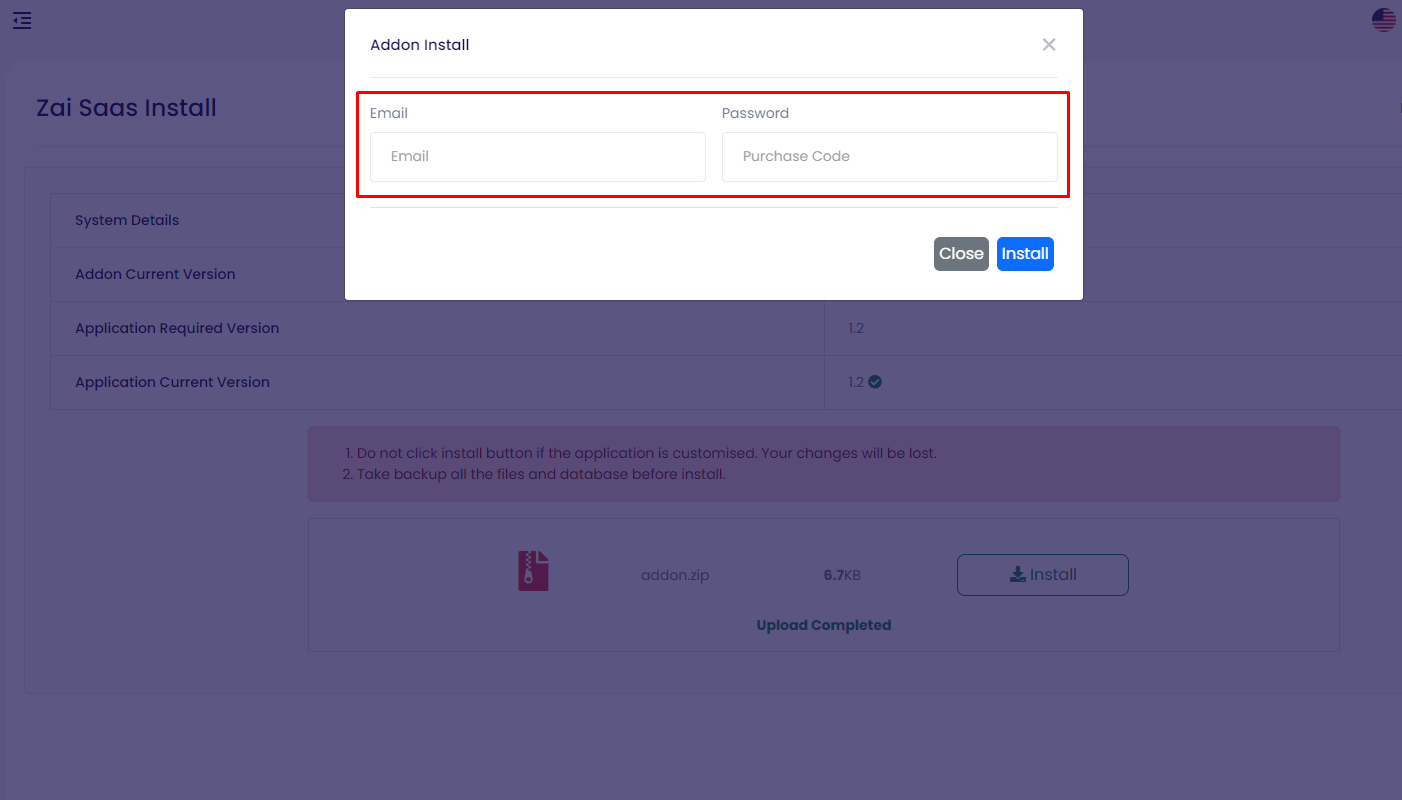 Addon Install
Zai Saas Install
Email Password
Email Purchase Code
Close Install
System Details
Addon Current Version
Application Required Version 1.2
Application Current Version 1.2
1. Do not click install button if the application is customised. Your changes will be lost.
2. Take backup all the files and database before install.
addon.zip 6.7KB Install
Upload Completed